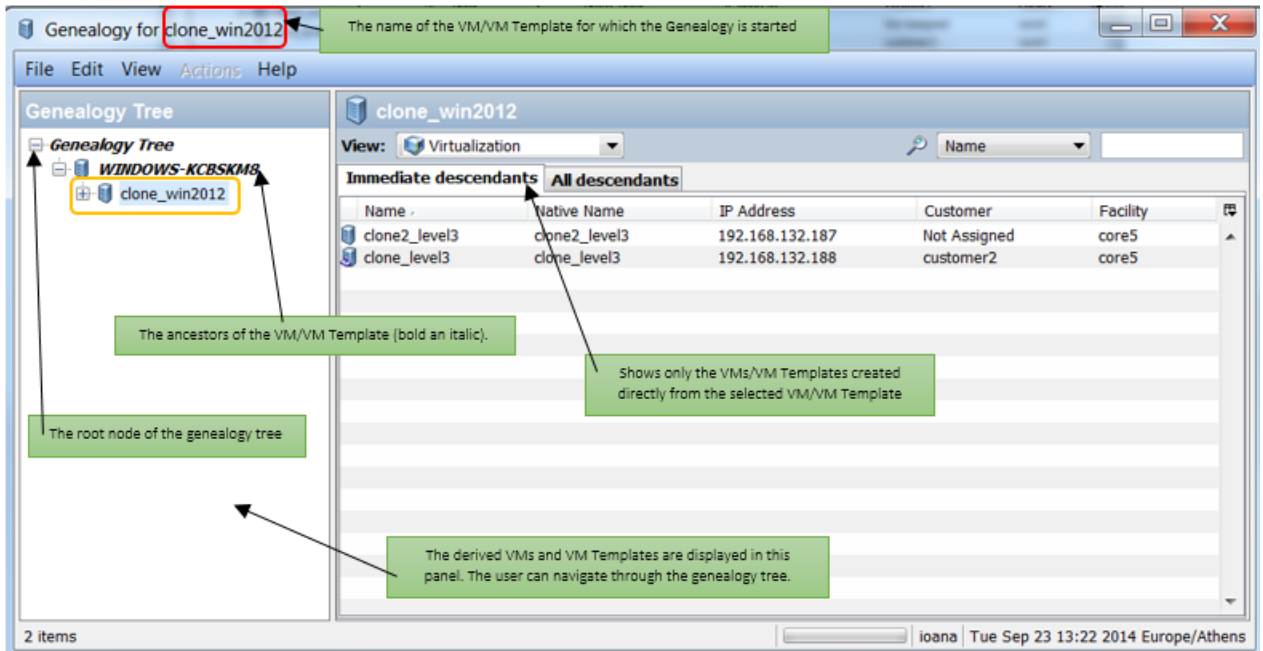 Genealogy for clone_win2012
The name of the VM/VM Template for which the Genealogy is started
File Edit View Actions Help
Genealogy Tree
clone_win2012
Genealogy Tree
WINDOWS-KCBSKM8
clone_win2012
View: Virtualization Name
Immediate descendants All descendants
Name Native Name IP Address Customer Facility
clone2_level3 clone2_level3 192.168.132.187 Not Assigned core5
clone_level3 clone_level3 192.168.132.188 customer2 core5
The ancestors of the VM/VM Template (bold an italic).
Shows only the VMs/VM Templates created
directly from the selected VM/VM Template
The root node of the genealogy tree
The derived VMs and VM Templates are displayed in this
panel. The user can navigate through the genealogy tree.
2 items ioana Tue Sep 23 13:22 2014 Europe/Athens